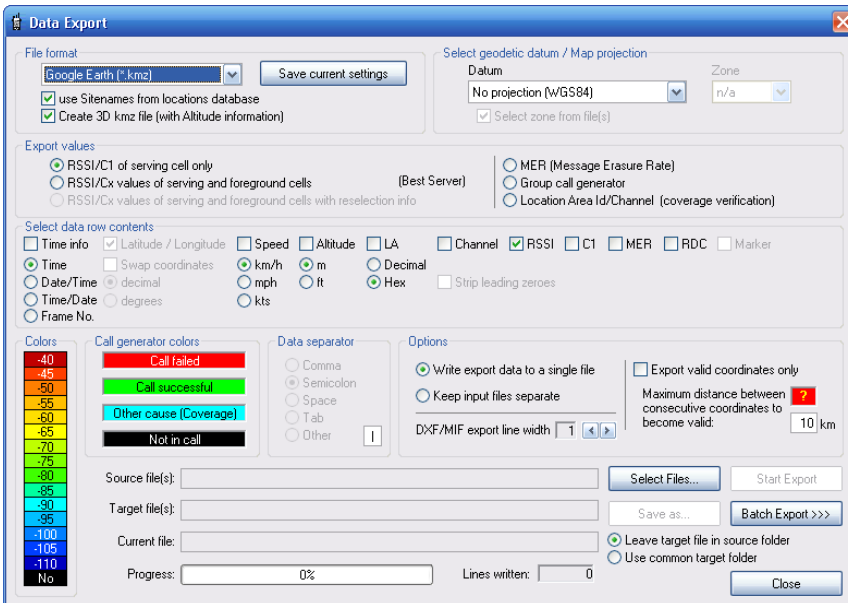 Data Export
File format
Google Earth (*.kmz)
Save current settings
use Sitenames from locations database
Create 3D kmz file (with Altitude information)
Select geodetic datum / Map projection
Datum
Zone
No projection (WGS84)
n/a
Select zone from file(s)
Export values
RSSI/C1 of serving cell only
RSSI/Cx values of serving and foreground cells
(Best Server)
RSSI/Cx values of serving and foreground cells with reselection info
MER (Message Erasure Rate)
Group call generator
Location Area Id/Channel (coverage verification)
Select data row contents
Time info
Latitude / Longitude
Speed
Altitude
LA
Channel
RSSI
C1
MER
RDC
Marker
Time
Swap coordinates
km/h
m
Decimal
Date/Time
decimal
mph
ft
Hex
Strip leading zeroes
Time/Date
degrees
kts
Frame No.
Colors
-40
-45
-50
-55
-60
-65
-70
-75
-80
-85
-90
-95
-100
-105
-110
No
Call generator colors
Call failed
Call successful
Other cause (Coverage)
Not in call
Data separator
Comma
Semicolon
Space
Tab
Other
|
Options
Write export data to a single file
Keep input files separate
DXF/MIF export line width
1
Export valid coordinates only
Maximum distance between
consecutive coordinates to
become valid:
?
10 km
Source file(s):
Select Files...
Start Export
Target file(s):
Save as...
Batch Export >>>
Current file:
Leave target file in source folder
Use common target folder
Progress:
0%
Lines written:
0
Close